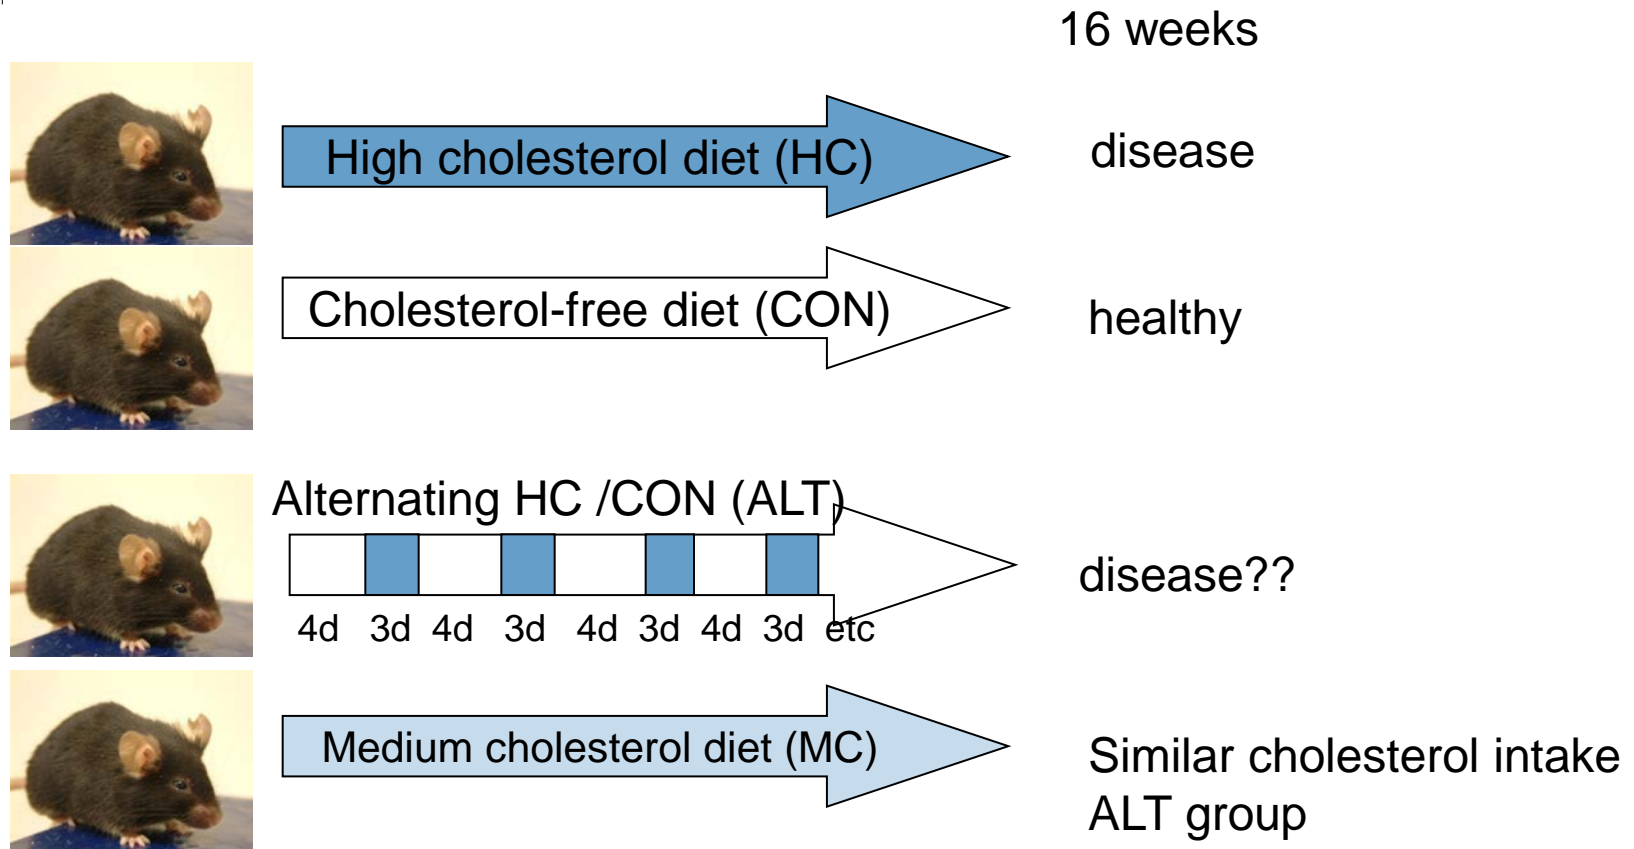 16 weeks
High cholesterol diet (HC)
disease
Cholesterol-free diet (CON)
healthy
Alternating HC /CON (ALT)
disease??
4d 3d 4d 3d 4d 3d 4d 3d etc
Medium cholesterol diet (MC)
Similar cholesterol intake
ALT group